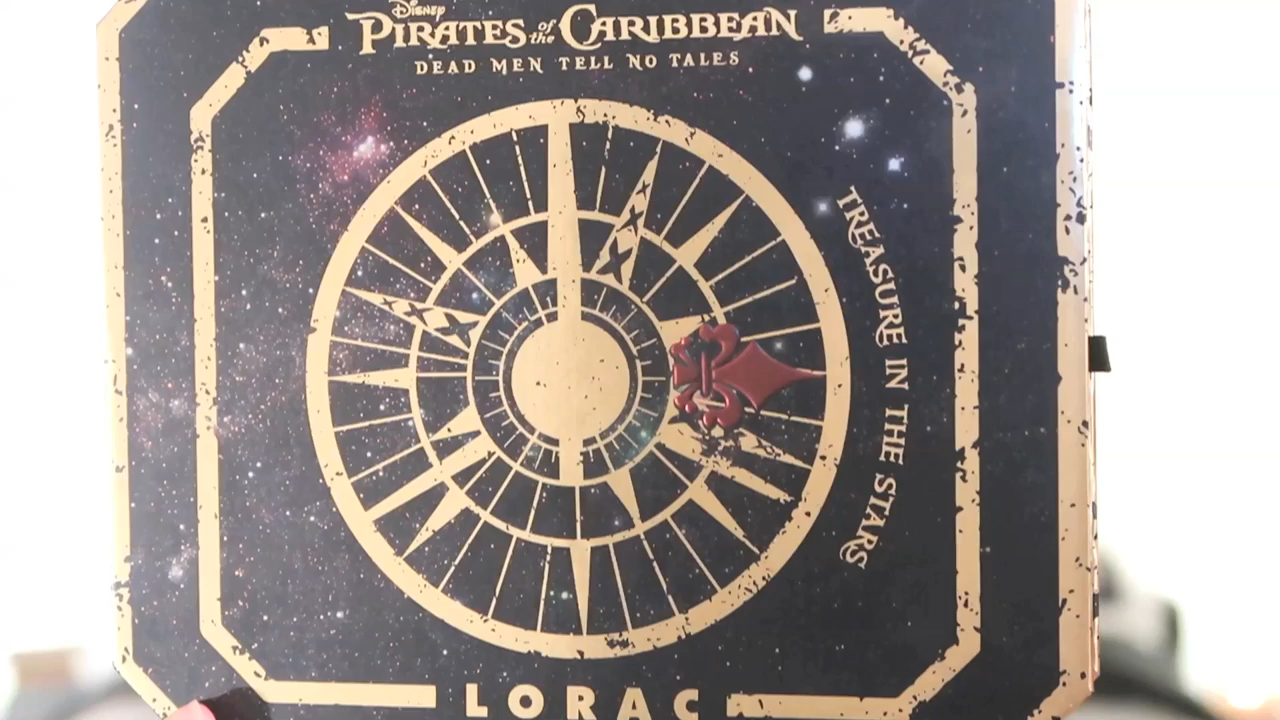 Disney
PIRATES of the CARIBBEAN
DEAD MEN TELL NO TALES
TREASURE IN THE STARS
LORAC